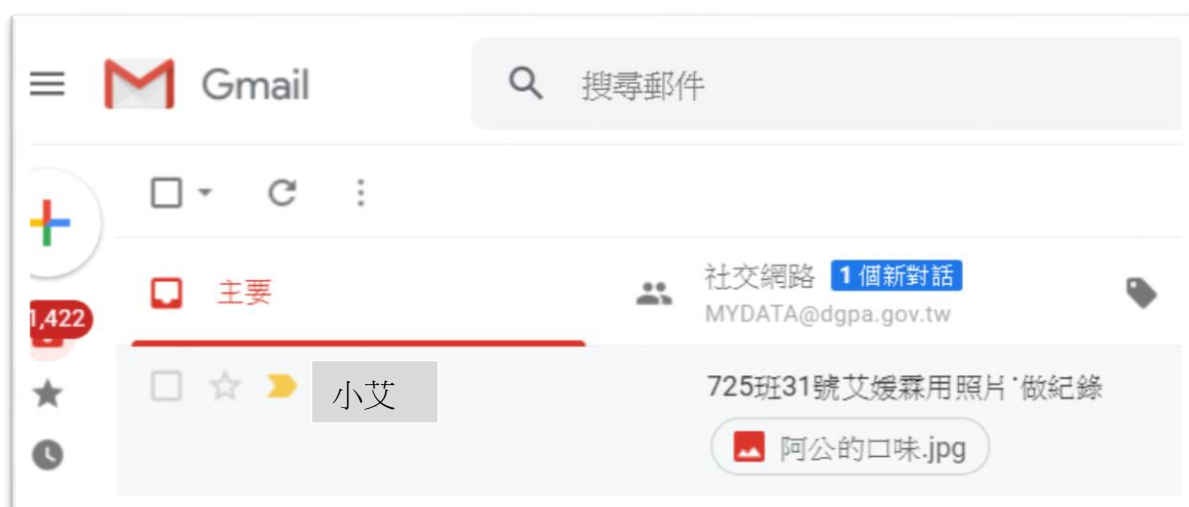 Gmail
搜尋郵件
主要
社交網路 1 個新對話
MYDATA@dgpa.gov.tw
1,422
小艾
725班31號艾媛霖用照片˙做紀錄
阿公的口味.jpg